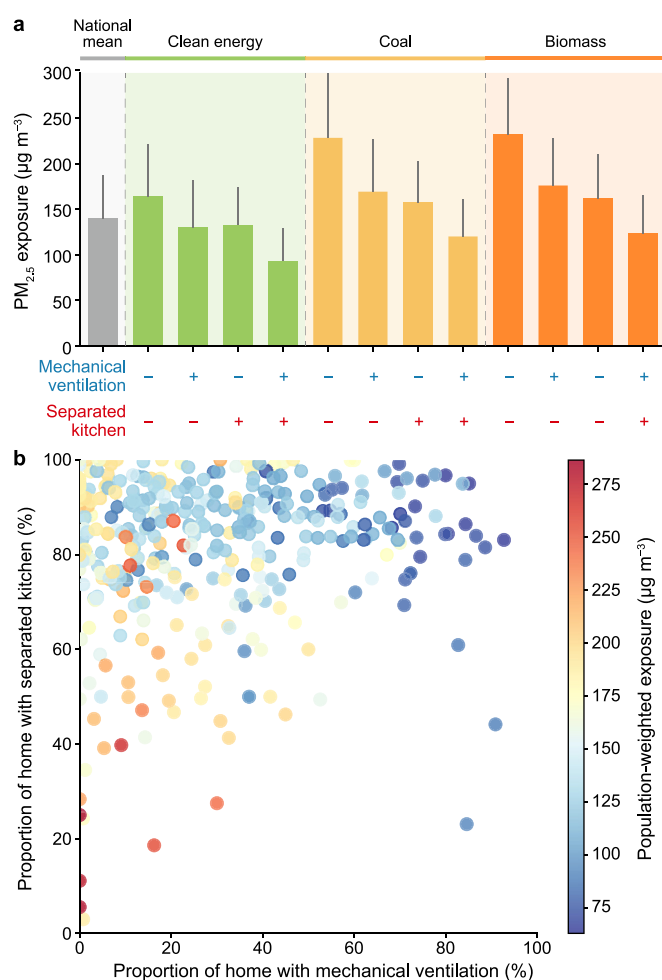 a
National
mean
Clean energy
Coal
Biomass
300
250
200
150
100
50
0
PM2.5 exposure (µg m−3)
Mechanical
ventilation
− + − + − + − + − + − +
Separated
kitchen
− − + + − − + + − − − +
b
100
80
60
40
20
0
Proportion of home with separated kitchen (%)
0 20 40 60 80 100
Proportion of home with mechanical ventilation (%)
275
250
225
200
175
150
125
100
75
Population-weighted exposure (µg m−3)